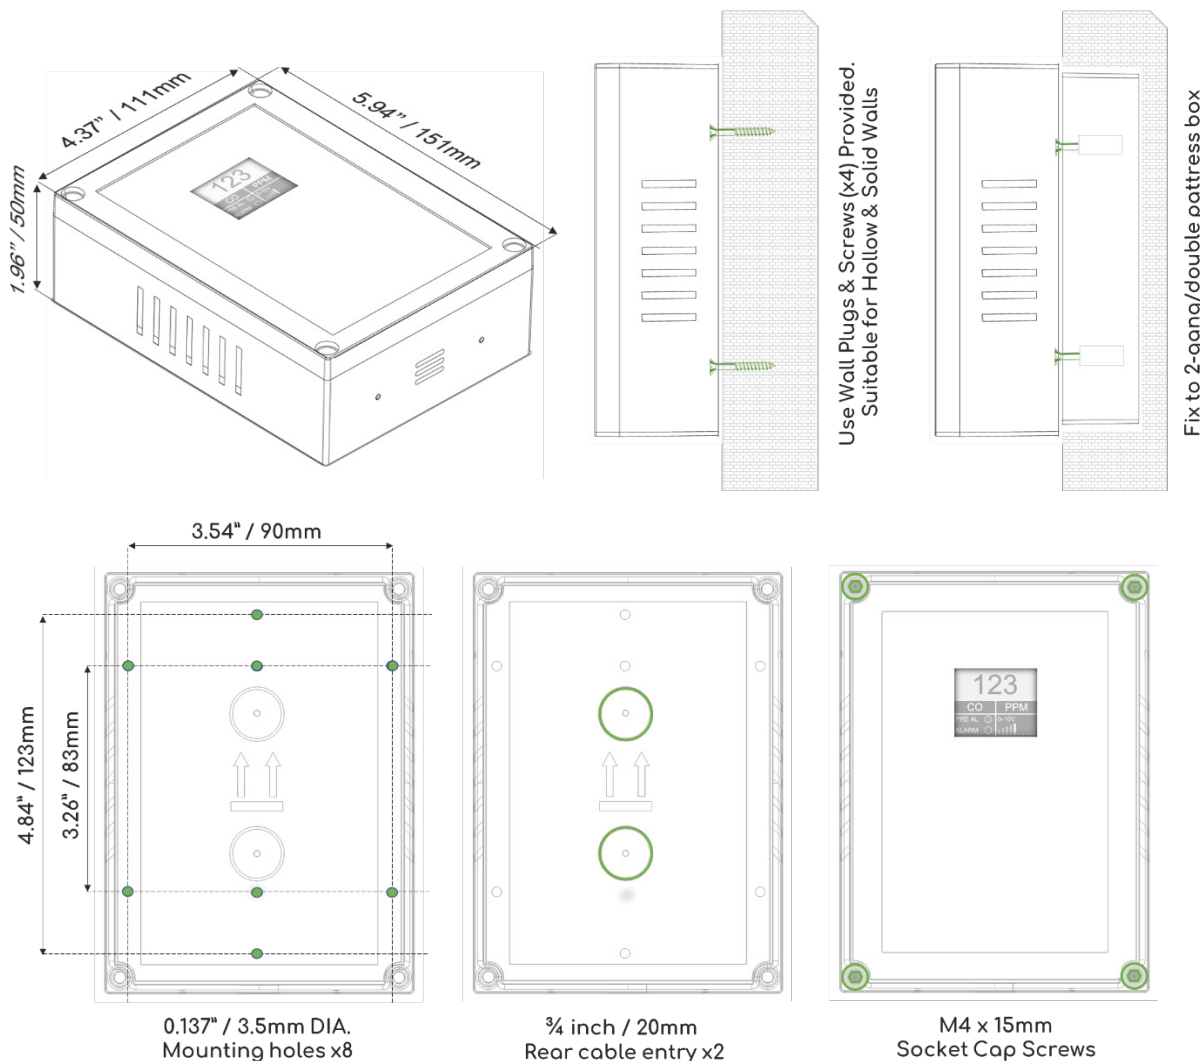 4.37" / 111mm
5.94" / 151mm
1.96" / 50mm
123
CO PPM
Use Wall Plugs & Screws (x4) Provided.
Suitable for Hollow & Solid Walls
Fix to 2-gang/double pattress box
3.54" / 90mm
4.84" / 123mm
3.26" / 83mm
123
CO PPM
PRE AL 0-10V
ALARM
0.137" / 3.5mm DIA.
Mounting holes x8
¾ inch / 20mm
Rear cable entry x2
M4 x 15mm
Socket Cap Screws